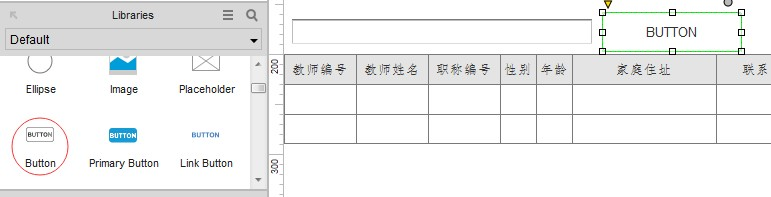 Libraries
Default
Ellipse
Image
Placeholder
BUTTON
BUTTON
BUTTON
Button
Primary Button
Link Button
200
300
BUTTON
教师编号 教师姓名 职称编号 性别 年龄 家庭住址 联系